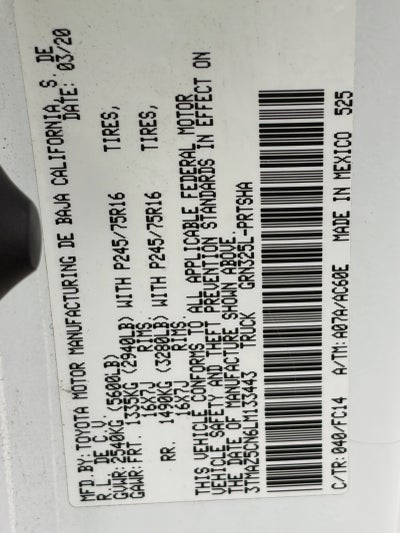 MFD.BY: TOYOTA MOTOR MANUFACTURING DE BAJA CALIFORNIA, S. DE
R.L. DE C.V. DATE: 03/20
GVWR: 2540KG (5600LB)
GAWR: FRT. 1335KG (2940LB) WITH P245/75R16 TIRES,
16X7J RIMS.
RR. 1490KG (3280LB) WITH P245/75R16 TIRES,
16X7J RIMS.
THIS VEHICLE CONFORMS TO ALL APPLICABLE FEDERAL MOTOR
VEHICLE SAFETY AND THEFT PREVENTION STANDARDS IN EFFECT ON
THE DATE OF MANUFACTURE SHOWN ABOVE.
3TMAZ5CN6LM133443 TRUCK GRN325L-PRTSHA
C/TR: 040/FC14 A/TM: A07A/AC60E MADE IN MEXICO 525